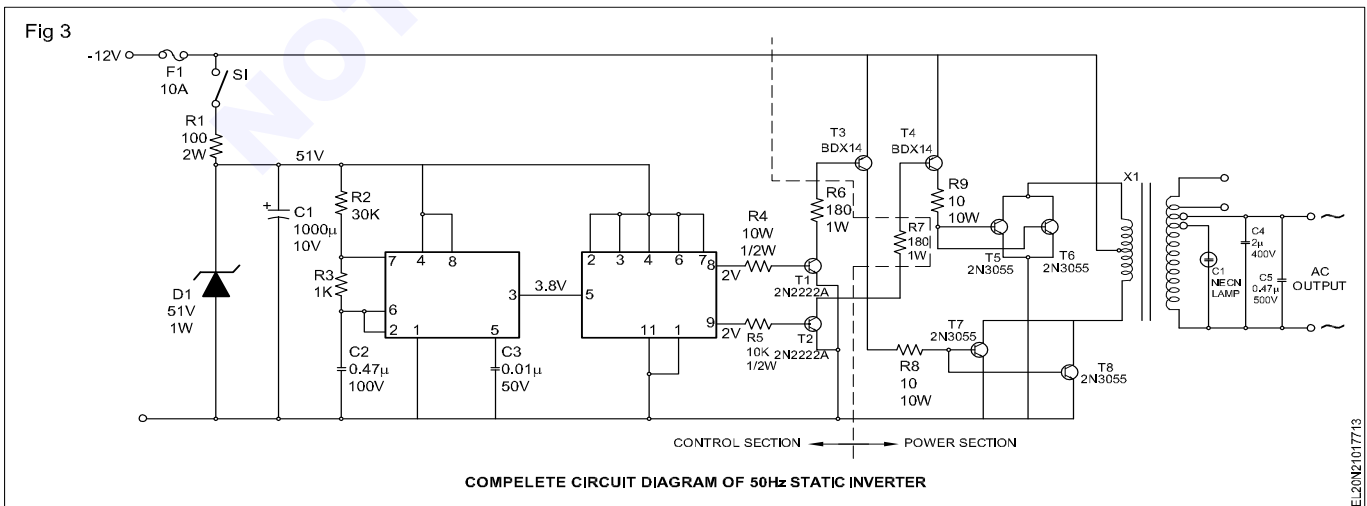 Fig 3
-12V
F1
10A
SI
R1
100
2W
51V
D1
51V
1W
+
C1
1000µ
10V
R2
30K
R3
1K
C2
0.47µ
100V
7
4
8
6
2
3
1
5
C3
0.01µ
50V
3.8V
2
3
4
6
7
8
5
9
11
1
2V
2V
R4
10W
1/2W
R5
10K
1/2W
T1
2N2222A
T2
2N2222A
T3
BDX14
T4
BDX14
R6
180
1W
R7
180
1W
R9
10
10W
T5
2N3055
T6
2N3055
T7
2N3055
T8
2N3055
R8
10
10W
X1
C1
NECN
LAMP
C4
2µ
400V
C5
0.47µ
500V
AC
OUTPUT
CONTROL SECTION
POWER SECTION
COMPELETE CIRCUIT DIAGRAM OF 50Hz STATIC INVERTER
EL20N21017713
NOT